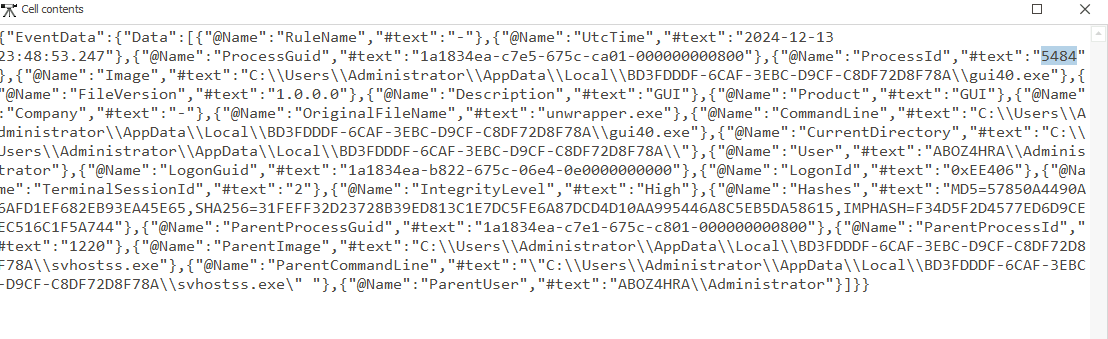 Cell contents
{"EventData":{"Data":[{"@Name":"RuleName","#text":"-"},{"@Name":"UtcTime","#text":"2024-12-13
23:48:53.247"},{"@Name":"ProcessGuid","#text":"1a1834ea-c7e5-675c-ca01-000000000800"},{"@Name":"ProcessId","#text":"5484"
},{"@Name":"Image","#text":"C:\\Users\\Administrator\\AppData\\Local\\BD3FDDDF-6CAF-3EBC-D9CF-C8DF72D8F78A\\gui40.exe"},{
"@Name":"FileVersion","#text":"1.0.0.0"},{"@Name":"Description","#text":"GUI"},{"@Name":"Product","#text":"GUI"},{"@Name"
:"Company","#text":"-"},{"@Name":"OriginalFileName","#text":"unwrapper.exe"},{"@Name":"CommandLine","#text":"C:\\Users\\A
dministrator\\AppData\\Local\\BD3FDDDF-6CAF-3EBC-D9CF-C8DF72D8F78A\\gui40.exe"},{"@Name":"CurrentDirectory","#text":"C:\\
Users\\Administrator\\AppData\\Local\\BD3FDDDF-6CAF-3EBC-D9CF-C8DF72D8F78A\\"},{"@Name":"User","#text":"ABOZ4HRA\\Adminis
trator"},{"@Name":"LogonGuid","#text":"1a1834ea-b822-675c-06e4-0e0000000000"},{"@Name":"LogonId","#text":"0xEE406"},{"@Na
me":"TerminalSessionId","#text":"2"},{"@Name":"IntegrityLevel","#text":"High"},{"@Name":"Hashes","#text":"MD5=57850A4490A
6AFD1EF682EB93EA45E65,SHA256=31FEFF32D23728B39ED813C1E7DC5FE6A87DCD4D10AA995446A8C5EB5DA58615,IMPHASH=F34D5F2D4577ED6D9CE
EC516C1F5A744"},{"@Name":"ParentProcessGuid","#text":"1a1834ea-c7e1-675c-c801-000000000800"},{"@Name":"ParentProcessId","
#text":"1220"},{"@Name":"ParentImage","#text":"C:\\Users\\Administrator\\AppData\\Local\\BD3FDDDF-6CAF-3EBC-D9CF-C8DF72D8
F78A\\svhostss.exe"},{"@Name":"ParentCommandLine","#text":"\"C:\\Users\\Administrator\\AppData\\Local\\BD3FDDDF-6CAF-3EBC
-D9CF-C8DF72D8F78A\\svhostss.exe\" "},{"@Name":"ParentUser","#text":"ABOZ4HRA\\Administrator"}]}}